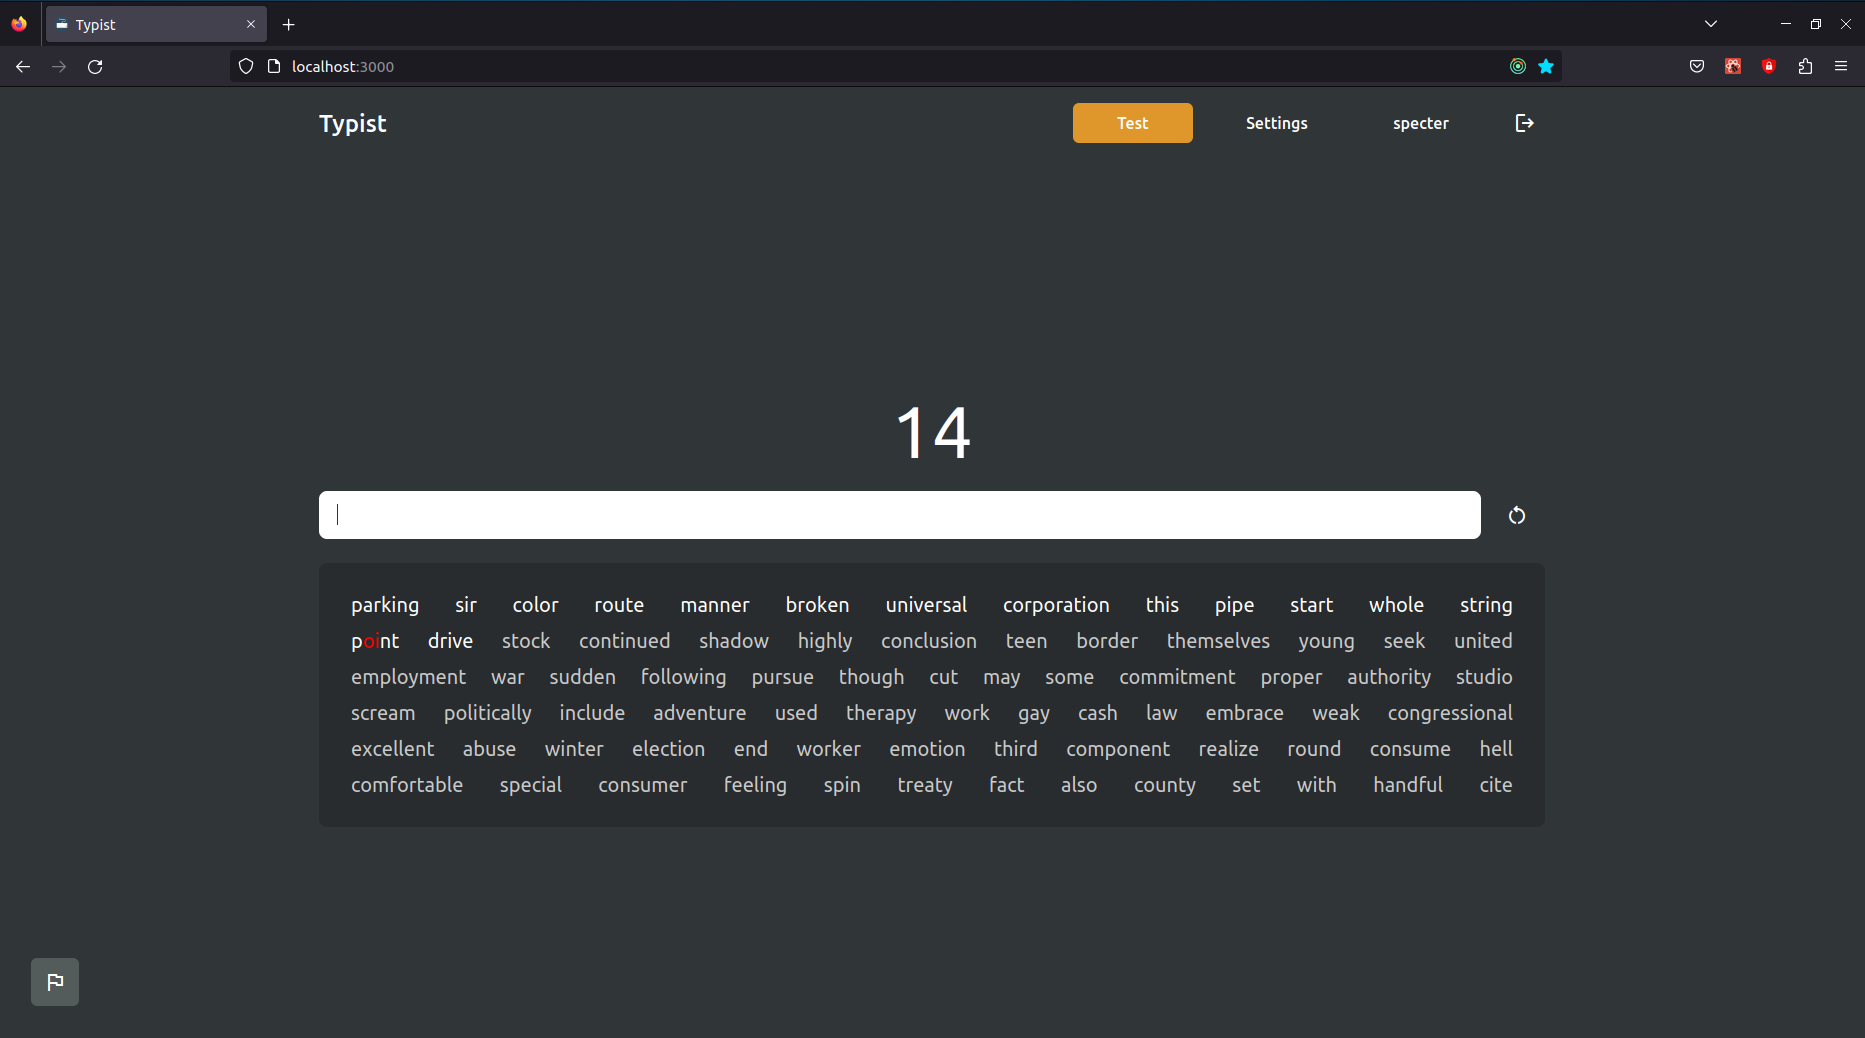 Typist
localhost:3000
Typist Test Settings specter
14
parking sir color route manner broken universal corporation this pipe start whole string
point drive stock continued shadow highly conclusion teen border themselves young seek united
employment war sudden following pursue though cut may some commitment proper authority studio
scream politically include adventure used therapy work gay cash law embrace weak congressional
excellent abuse winter election end worker emotion third component realize round consume hell
comfortable special consumer feeling spin treaty fact also county set with handful cite